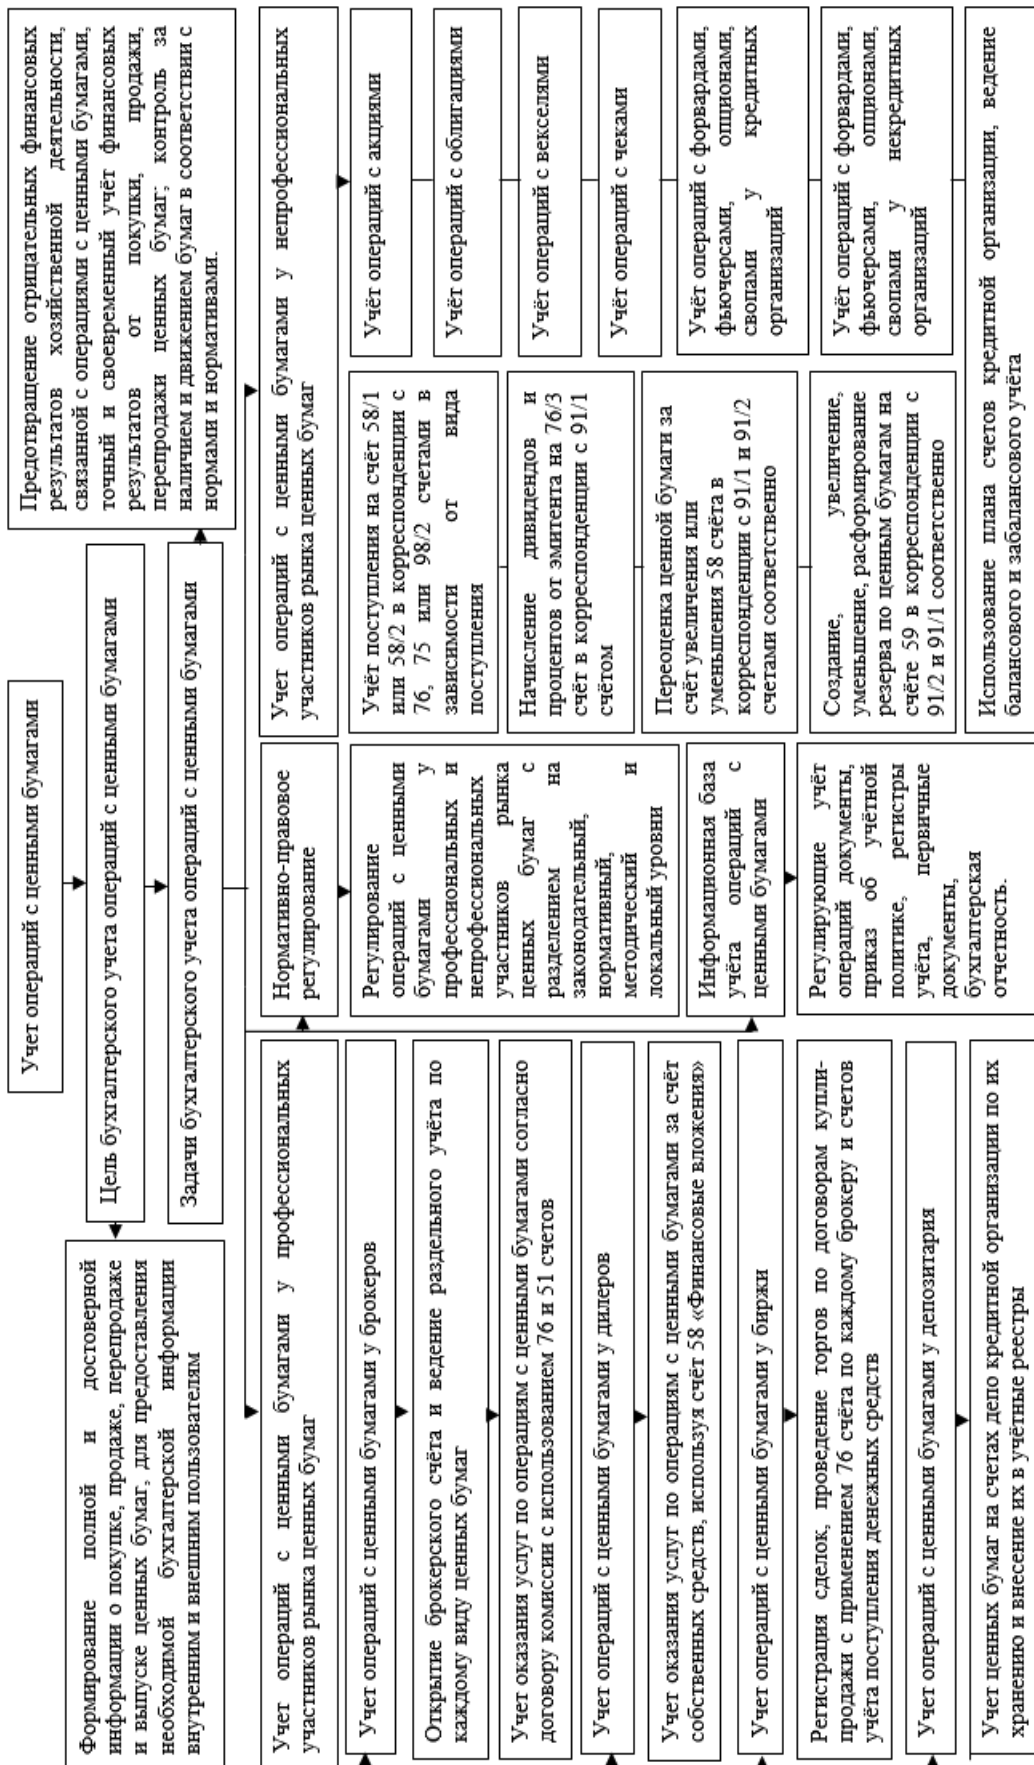 Учет операций с ценными бумагами
Цель бухгалтерского учета операций с ценными бумагами
Задачи бухгалтерского учета операций с ценными бумагами
Формирование полной и достоверной
информации о покупке, продаже, перепродаже
и выпуске ценных бумаг, для предоставления
необходимой бухгалтерской информации
внутренним и внешним пользователям
Предотвращение отрицательных финансовых
результатов хозяйственной деятельности,
связанной с операциями с ценными бумагами,
точный и своевременный учёт финансовых
результатов от покупки, продажи,
перепродажи ценных бумаг; контроль за
наличием и движением бумаг в соответствии с
нормами и нормативами.
Учет операций с ценными бумагами у профессиональных
участников рынка ценных бумаг
Учет операций с ценными бумагами у брокеров
Открытие брокерского счёта и ведение раздельного учёта по
каждому виду ценных бумаг
Учет оказания услуг по операциям с ценными бумагами согласно
договору комиссии с использованием 76 и 51 счетов
Учет операций с ценными бумагами у дилеров
Учет оказания услуг по операциям с ценными бумагами за счёт
собственных средств, используя счёт 58 «Финансовые вложения»
Учет операций с ценными бумагами у биржи
Регистрация сделок, проведение торгов по договорам купли-
продажи с применением 76 счёта по каждому брокеру и счетов
учёта поступления денежных средств
Учет операций с ценными бумагами у депозитария
Учет ценных бумаг на счетах депо кредитной организации по их
хранению и внесение их в учётные реестры
Нормативно-правовое
регулирование
Регулирование
операций с ценными
бумагами у
профессиональных и
непрофессиональных
участников рынка
ценных бумаг с
разделением на
законодательный,
нормативный,
методический и
локальный уровни
Информационная база
учёта операций с
ценными бумагами
Регулирующие учёт
операций документы,
приказ об учётной
политике, регистры
учёта, первичные
документы,
бухгалтерская
отчетность.
Учет операций с ценными бумагами у непрофессиональных
участников рынка ценных бумаг
Учёт поступления на счёт 58/1
или 58/2 в корреспонденции с
76, 75 или 98/2 счетами в
зависимости от вида
поступления
Начисление дивидендов и
процентов от эмитента на 76/3
счёт в корреспонденции с 91/1
счётом
Переоценка ценной бумаги за
счёт увеличения или
уменьшения 58 счёта в
корреспонденции с 91/1 и 91/2
счетами соответственно
Создание, увеличение,
уменьшение, расформирование
резерва по ценным бумагам на
счёте 59 в корреспонденции с
91/2 и 91/1 соответственно
Учёт операций с акциями
Учёт операций с облигациями
Учёт операций с векселями
Учёт операций с чеками
Учёт операций с форвардами,
фьючерсами, опционами,
свопами у кредитных
организаций
Учёт операций с форвардами,
фьючерсами, опционами,
свопами у некредитных
организаций
Использование плана счетов кредитной организации, ведение
балансового и забалансового учёта